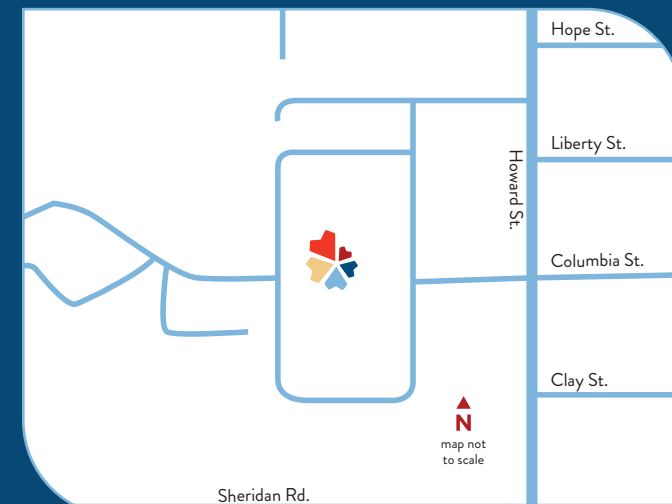 Hope St.
Liberty St.
Howard St.
Columbia St.
Clay St.
N
map not
to scale
Sheridan Rd.